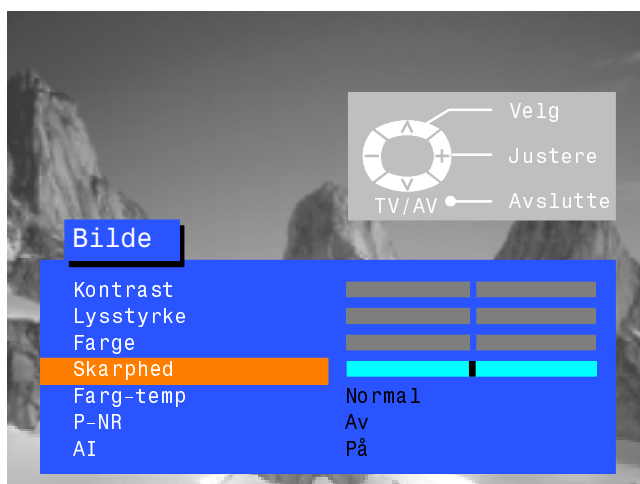 Velg
Justere
TV/AV Avslutte
Bilde
Kontrast
Lysstyrke
Farge
Skarphed
Farg-temp Normal
P-NR Av
AI På